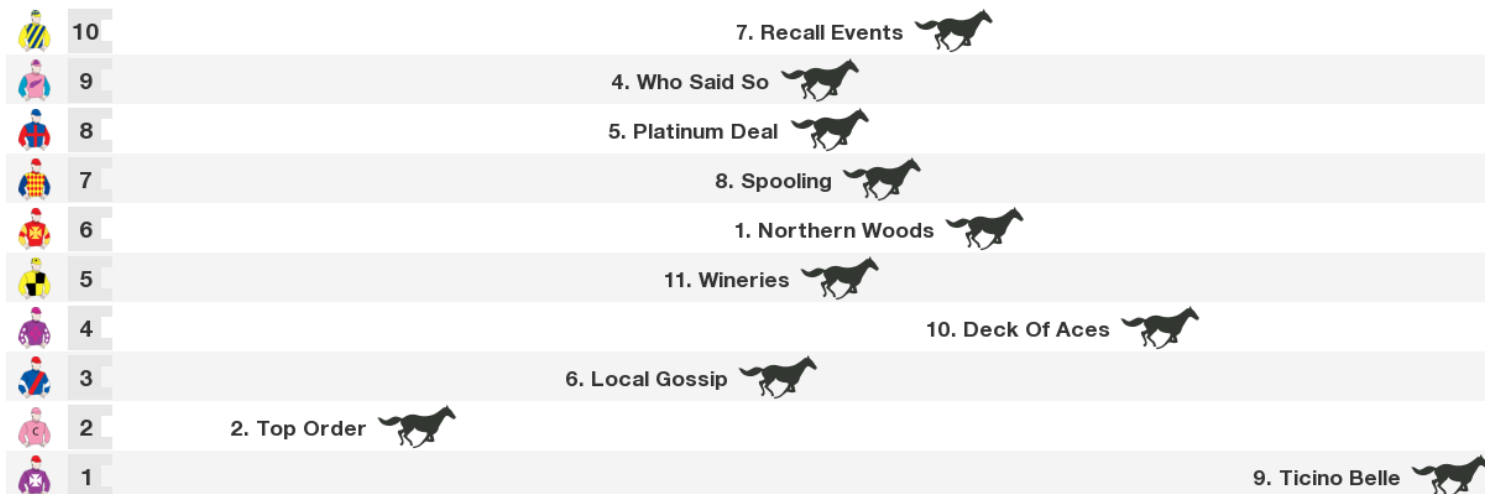 10 7. Recall Events
9 4. Who Said So
8 5. Platinum Deal
7 8. Spooling
6 1. Northern Woods
5 11. Wineries
4 10. Deck Of Aces
3 6. Local Gossip
C 2 2. Top Order
1 9. Ticino Belle